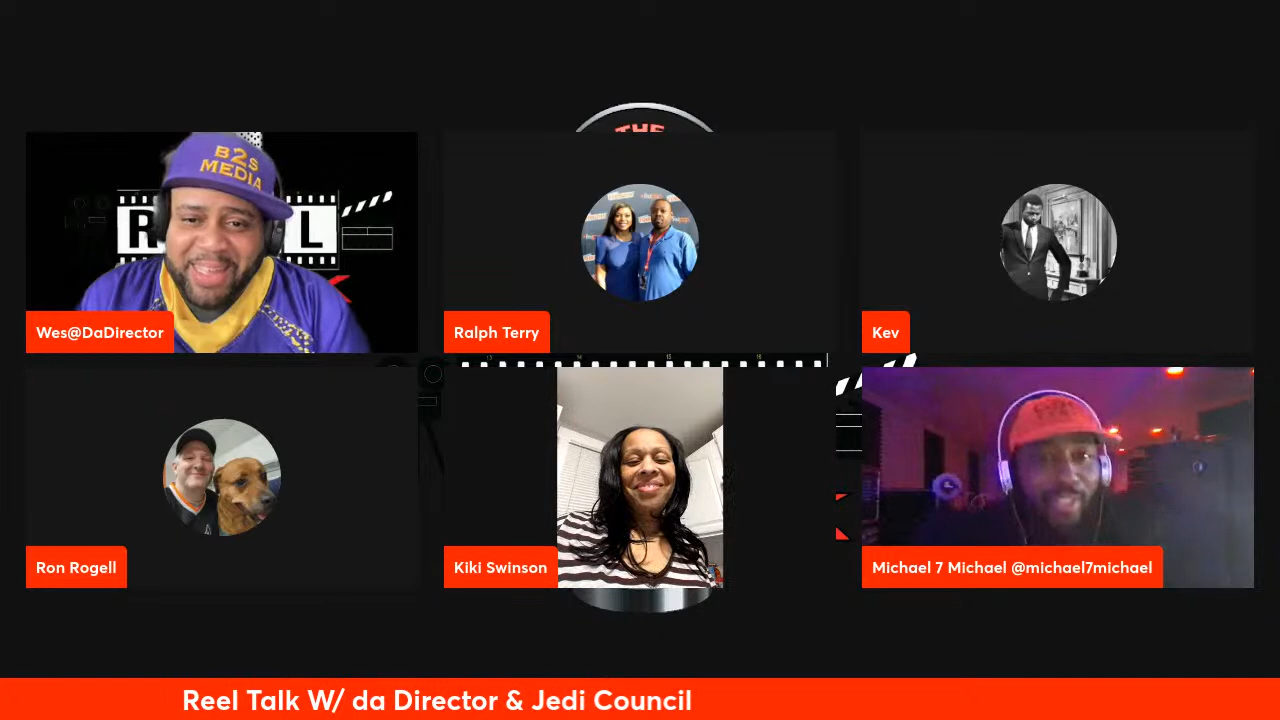 THE
B2S
MEDIA
R
L
Wes@DaDirector
Ralph Terry
Kev
Ron Rogell
Kiki Swinson
Michael 7 Michael @michael7michael
Reel Talk W/ da Director & Jedi Council